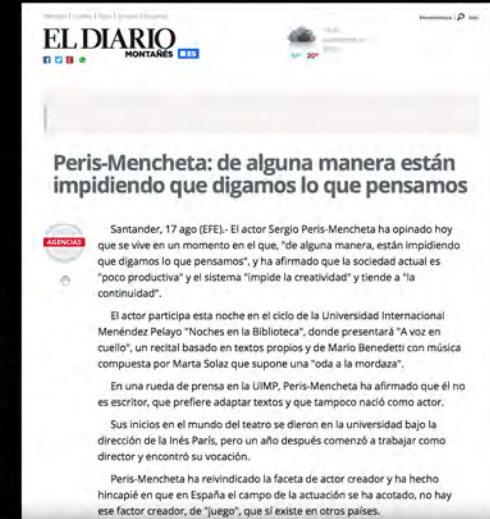 EL DIARIO
MONTAÑÉS
20°
Peris-Mencheta: de alguna manera están
impidiendo que digamos lo que pensamos
AGENCIAS
Santander, 17 ago (EFE).- El actor Sergio Peris-Mencheta ha opinado hoy
que se vive en un momento en el que, "de alguna manera, están impidiendo
que digamos lo que pensamos", y ha afirmado que la sociedad actual es
"poco productiva" y el sistema "impide la creatividad" y tiende a "la
continuidad".
El actor participa esta noche en el ciclo de la Universidad Internacional
Menéndez Pelayo "Noches en la Biblioteca", donde presentará "A voz en
cuello", un recital basado en textos propios y de Mario Benedetti con música
compuesta por Marta Solaz que supone una "oda a la mordaza".
En una rueda de prensa en la UIMP, Peris-Mencheta ha afirmado que él no
es escritor, que prefiere adaptar textos y que tampoco nació como actor.
Sus inicios en el mundo del teatro se dieron en la universidad bajo la
dirección de la Inés París, pero un año después comenzó a trabajar como
director y encontró su vocación.
Peris-Mencheta ha reivindicado la faceta de actor creador y ha hecho
hincapié en que en España el campo de la actuación se ha acotado, no hay
ese factor creador, de "juego", que sí existe en otros países.